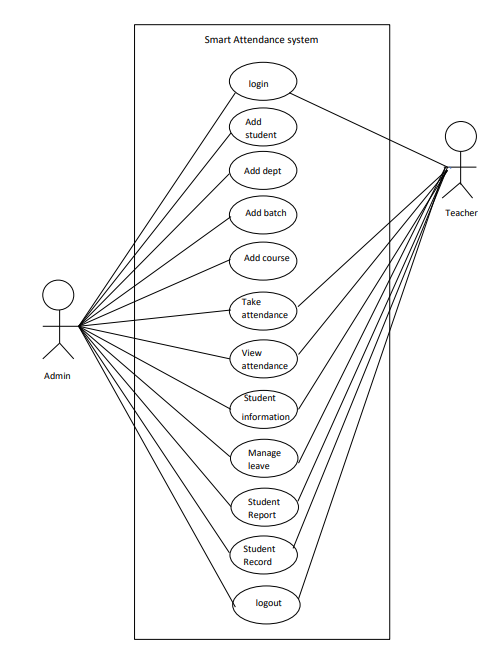 Smart Attendance system
login
Add
student
Add dept
Add batch
Add course
Take
attendance
View
attendance
Student
information
Manage
leave
Student
Report
Student
Record
logout
Teacher
Admin